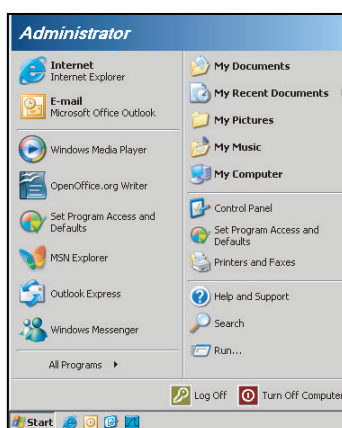 Administrator
Internet
Internet Explorer
E-mail
Microsoft Office Outlook
Windows Media Player
OpenOffice.org Writer
Set Program Access and
Defaults
MSN Explorer
Outlook Express
Windows Messenger
All Programs
My Documents
My Recent Documents
My Pictures
My Music
My Computer
Control Panel
Set Program Access and
Defaults
Printers and Faxes
Help and Support
Search
Run...
Log Off
Turn Off Computer
Start